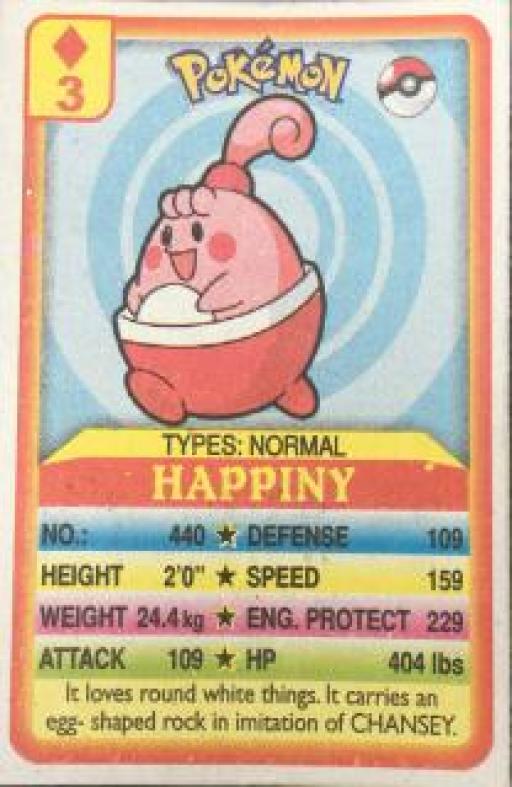 3
POKéMON
TYPES: NORMAL
HAPPINY
NO.: 440 ★ DEFENSE 109
HEIGHT 2'0" ★ SPEED 159
WEIGHT 24.4kg ★ ENG. PROTECT 229
ATTACK 109 ★ HP 404 lbs
It loves round white things. It carries an
egg- shaped rock in imitation of CHANSEY.